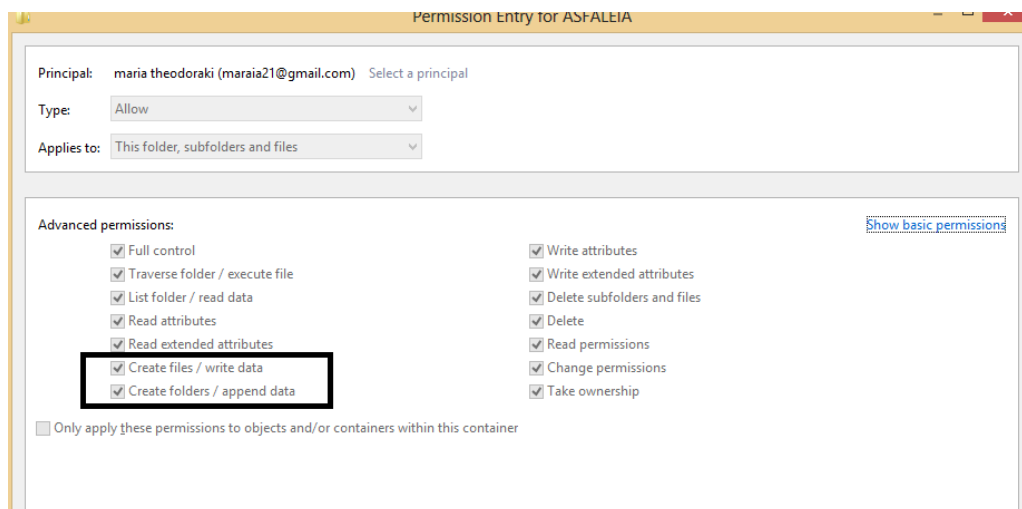 Permission Entry for ASFALEIA
Principal: maria theodoraki (maraia21@gmail.com) Select a principal
Type: Allow
Applies to: This folder, subfolders and files
Advanced permissions: Show basic permissions
Full control Write attributes
Traverse folder / execute file Write extended attributes
List folder / read data Delete subfolders and files
Read attributes Delete
Read extended attributes Read permissions
Create files / write data Change permissions
Create folders / append data Take ownership
Only apply these permissions to objects and/or containers within this container